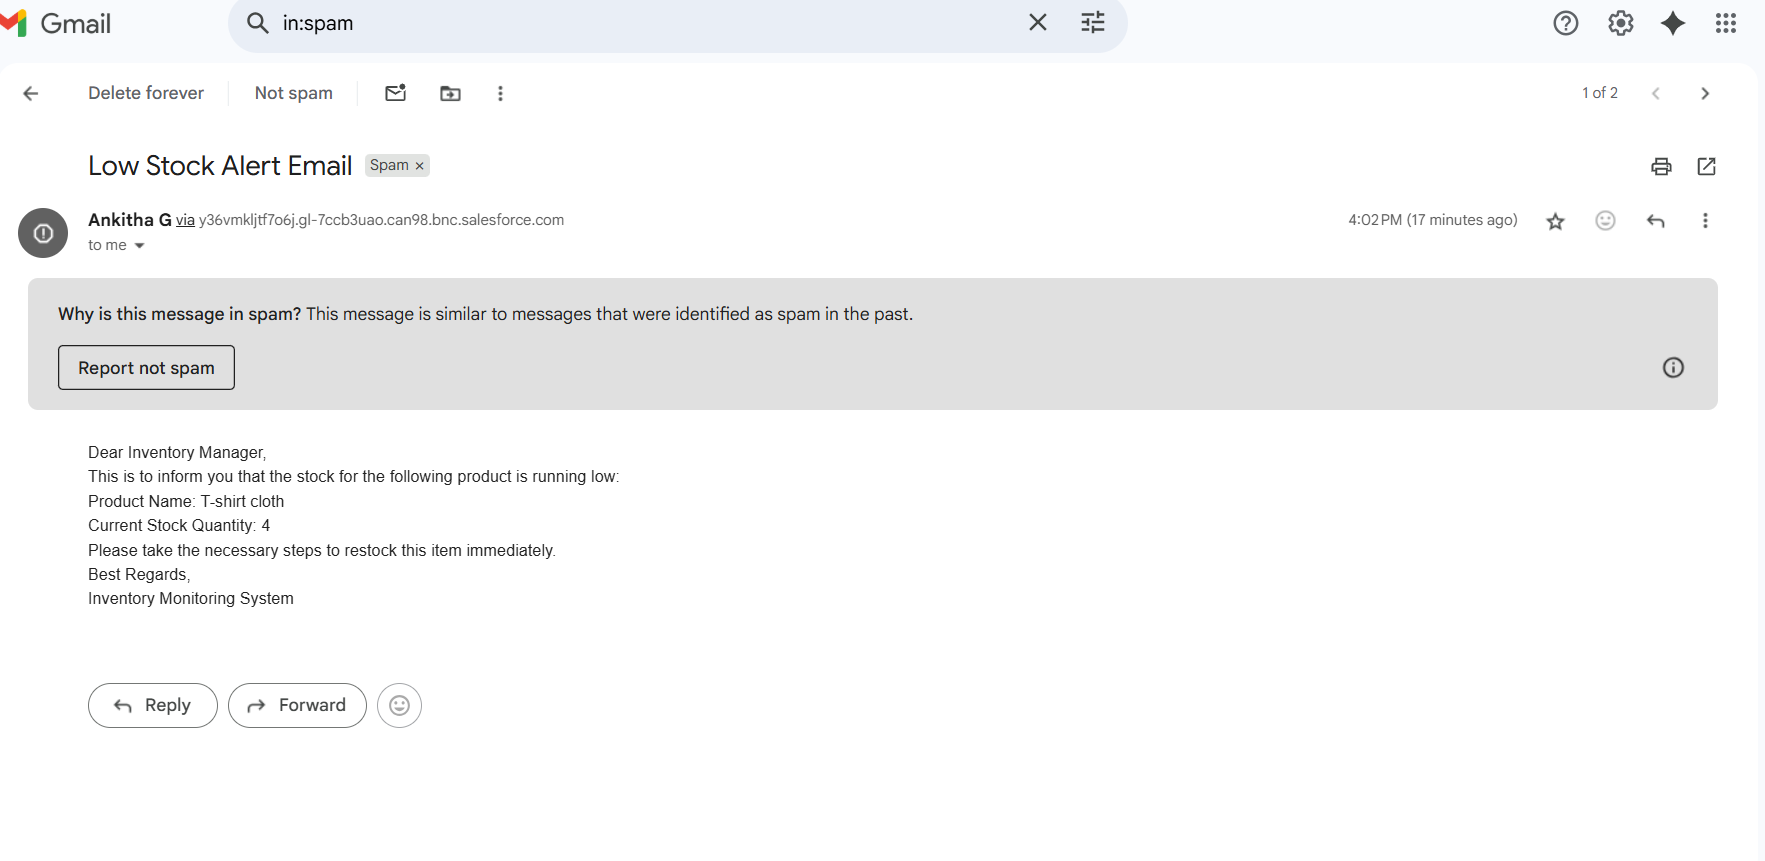 Gmail
in:spam
Delete forever
Not spam
1 of 2
Low Stock Alert Email
Spam ×
Ankitha G via y36vmkljtf7o6j.gl-7ccb3uao.can98.bnc.salesforce.com
4:02 PM (17 minutes ago)
to me
Why is this message in spam? This message is similar to messages that were identified as spam in the past.
Report not spam
Dear Inventory Manager,
This is to inform you that the stock for the following product is running low:
Product Name: T-shirt cloth
Current Stock Quantity: 4
Please take the necessary steps to restock this item immediately.
Best Regards,
Inventory Monitoring System
Reply
Forward